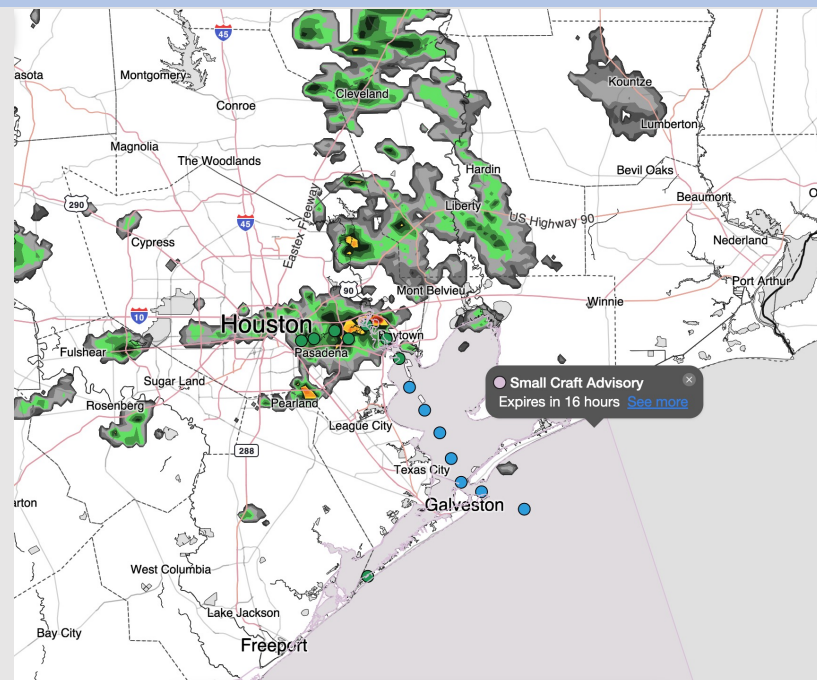 45
asota
Montgomery
Kountze
Cleveland
Conroe
Lumberton
Magnolia
The Woodlands
Hardin
Bevil Oaks
Beaumont
290
Liberty
45
US Highway 90
Cypress
Eastex Freeway
Nederland
90
Mont Belvieu
Port Arthur
Winnie
10
Houston
ytown
Fulshear
Pasadena
Sugar Land
Small Craft Advisory
Expires in 16 hours See more
Rosenberg
Pearland
League City
288
Texas City
arton
Galveston
West Columbia
Lake Jackson
Bay City
Freeport